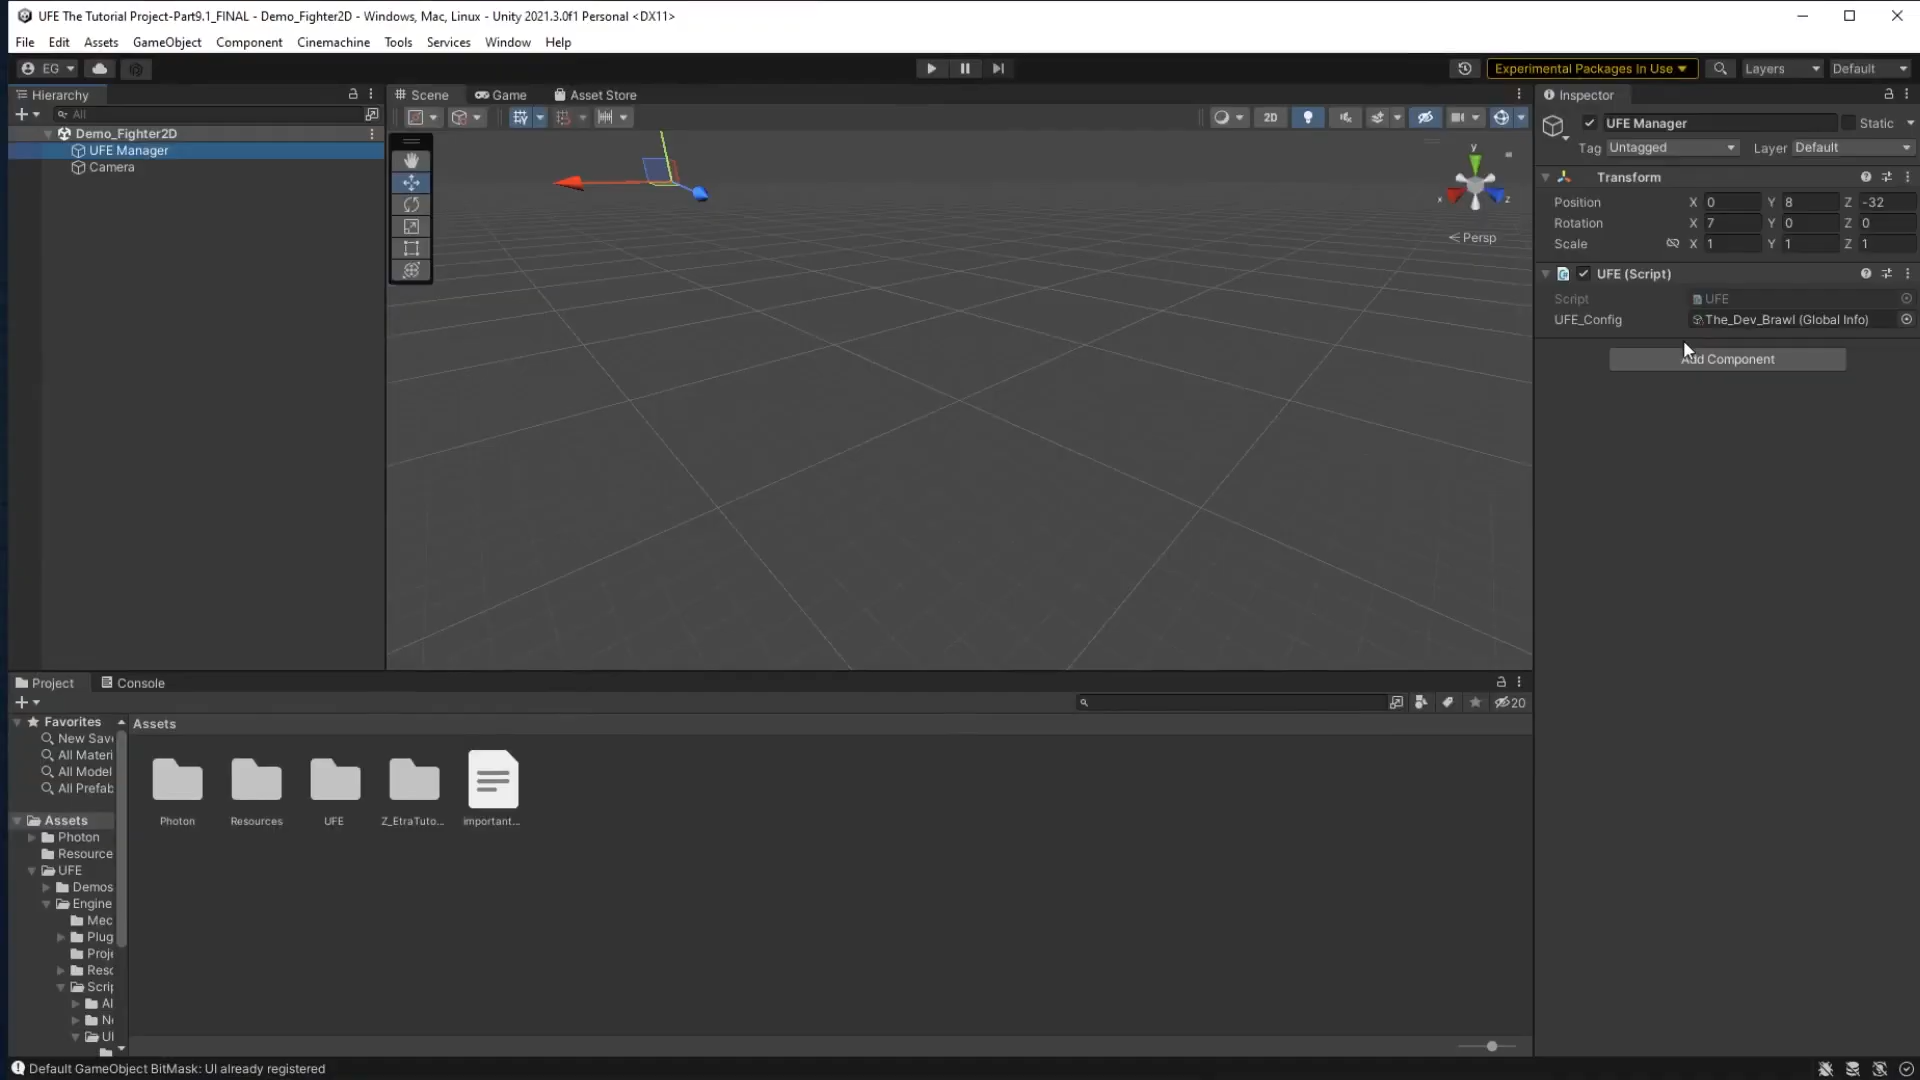 UFE The Tutorial Project-Part9.1_FINAL - Demo_Fighter2D - Windows, Mac, Linux - Unity 2021.3.0f1 Personal <DX11>
File Edit Assets GameObject Component Cinemachine Tools Services Window Help
EG Experimental Packages In Use Layers Default
Hierarchy
All
Demo_Fighter2D
UFE Manager
Camera
Scene Game Asset Store
2D
y
x
z
Persp
Inspector
UFE Manager Static
Tag Untagged Layer Default
Transform
Position X 0 Y 8 Z -32
Rotation X 7 Y 0 Z 0
Scale X 1 Y 1 Z 1
UFE (Script)
Script UFE
UFE_Config The_Dev_Brawl (Global Info)
Add Component
Project Console
20
Favorites
New Sav
All Materi
All Model
All Prefab
Assets
Photon
Resource
UFE
Demos
Engine
Mec
Plug
Proje
Resc
Scrip
AI
Ne
UI
Assets
Photon Resources UFE Z_EtraTuto... important...
Default GameObject BitMask: UI already registered